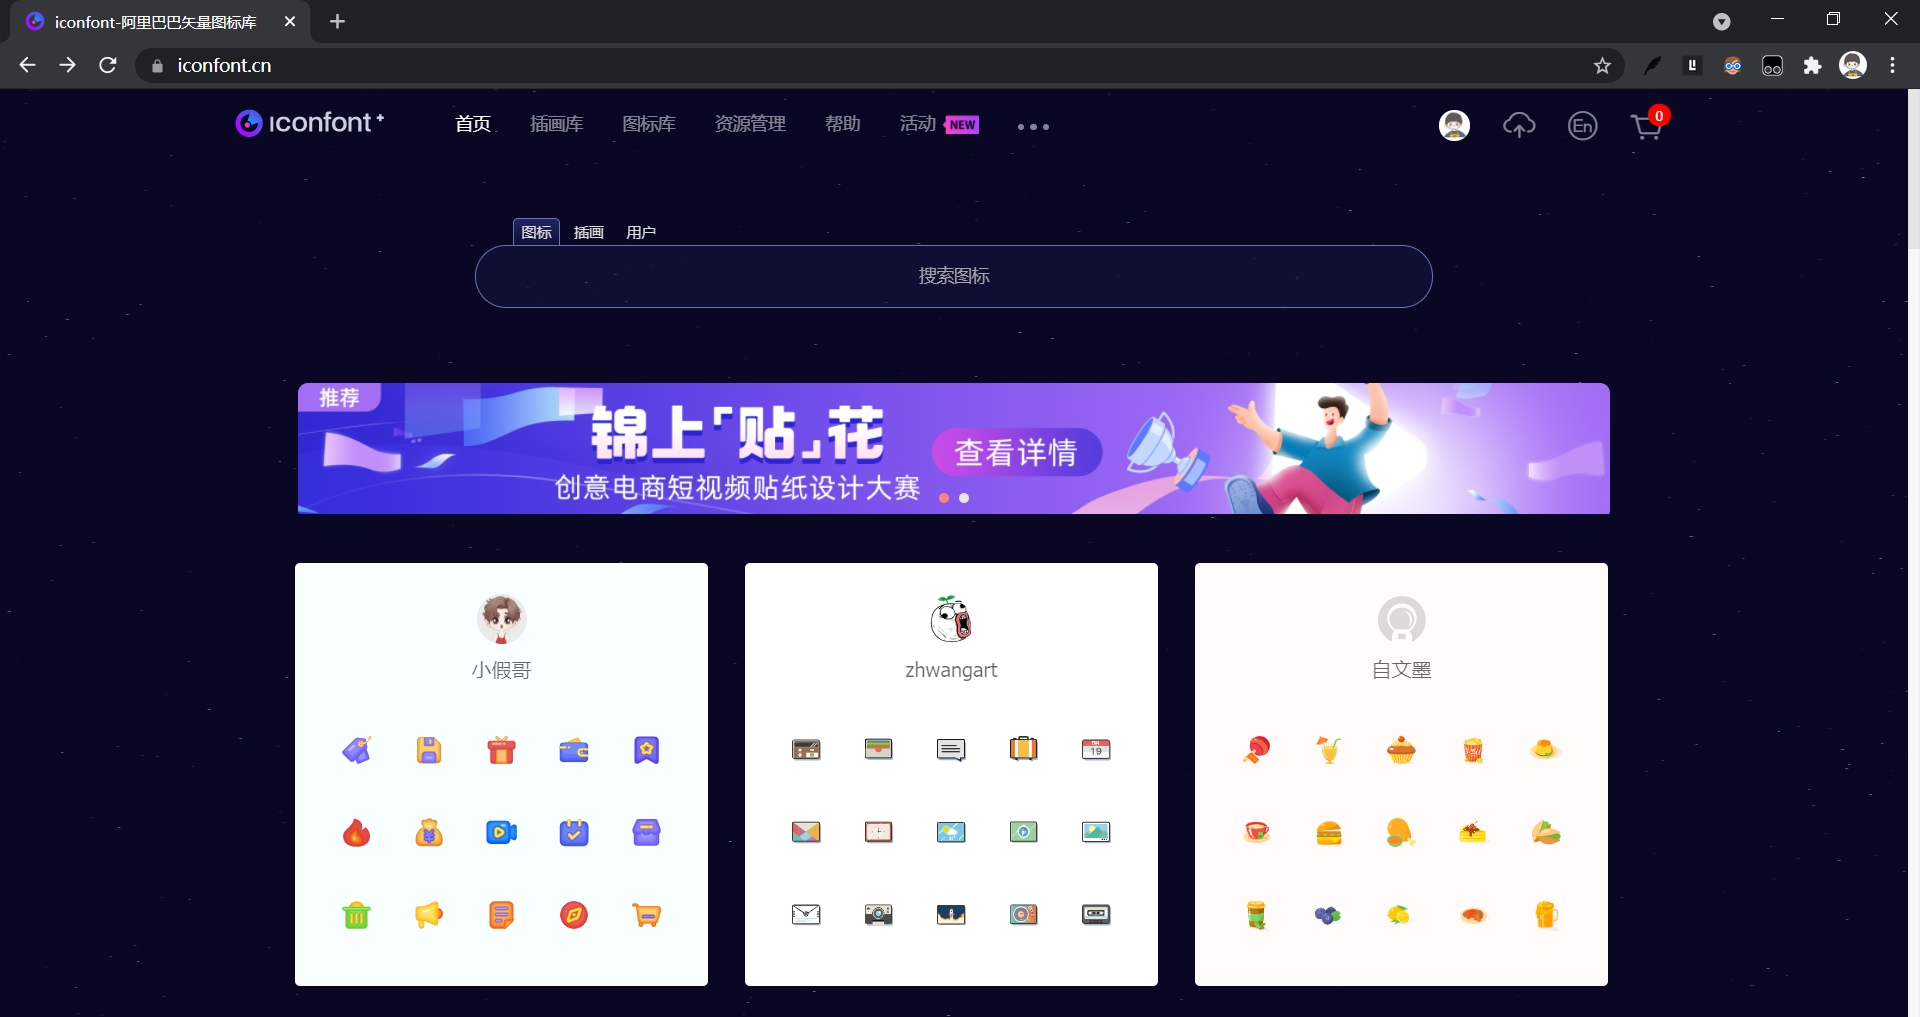 iconfont-阿里巴巴矢量图标库
iconfont.cn
iconfont+
首页 插画库 图标库 资源管理 帮助 活动 NEW
En 0
图标 插画 用户
搜索图标
推荐
锦上「贴」花
查看详情
创意电商短视频贴纸设计大赛
小假哥 zhwangart 自文墨
19